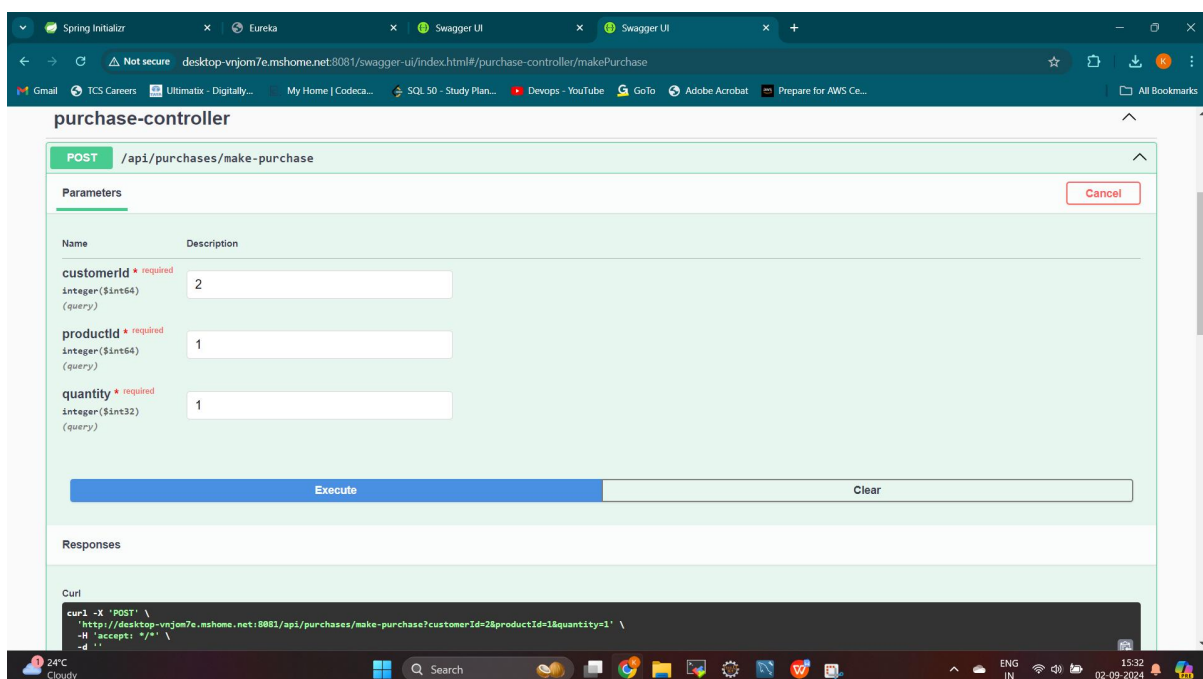 Spring Initializr
Eureka
Swagger UI
Swagger UI
Not secure desktop-vnjom7e.mshome.net:8081/swagger-ui/index.html#/purchase-controller/makePurchase
K
Gmail TCS Careers Ultimatix - Digitally... My Home | Codeca... SQL 50 - Study Plan... Devops - YouTube GoTo Adobe Acrobat Prepare for AWS Ce... All Bookmarks
purchase-controller
POST /api/purchases/make-purchase
Parameters
Cancel
Name Description
customerId * required
integer($int64)
(query)
2
productId * required
integer($int64)
(query)
1
quantity * required
integer($int32)
(query)
1
Execute
Clear
Responses
Curl
curl -X 'POST' \
'http://desktop-vnjom7e.mshome.net:8081/api/purchases/make-purchase?customerId=2&productId=1&quantity=1' \
-H 'accept: */*' \
-d ''
1
24°C
Cloudy
Search
ENG
IN
15:32
02-09-2024